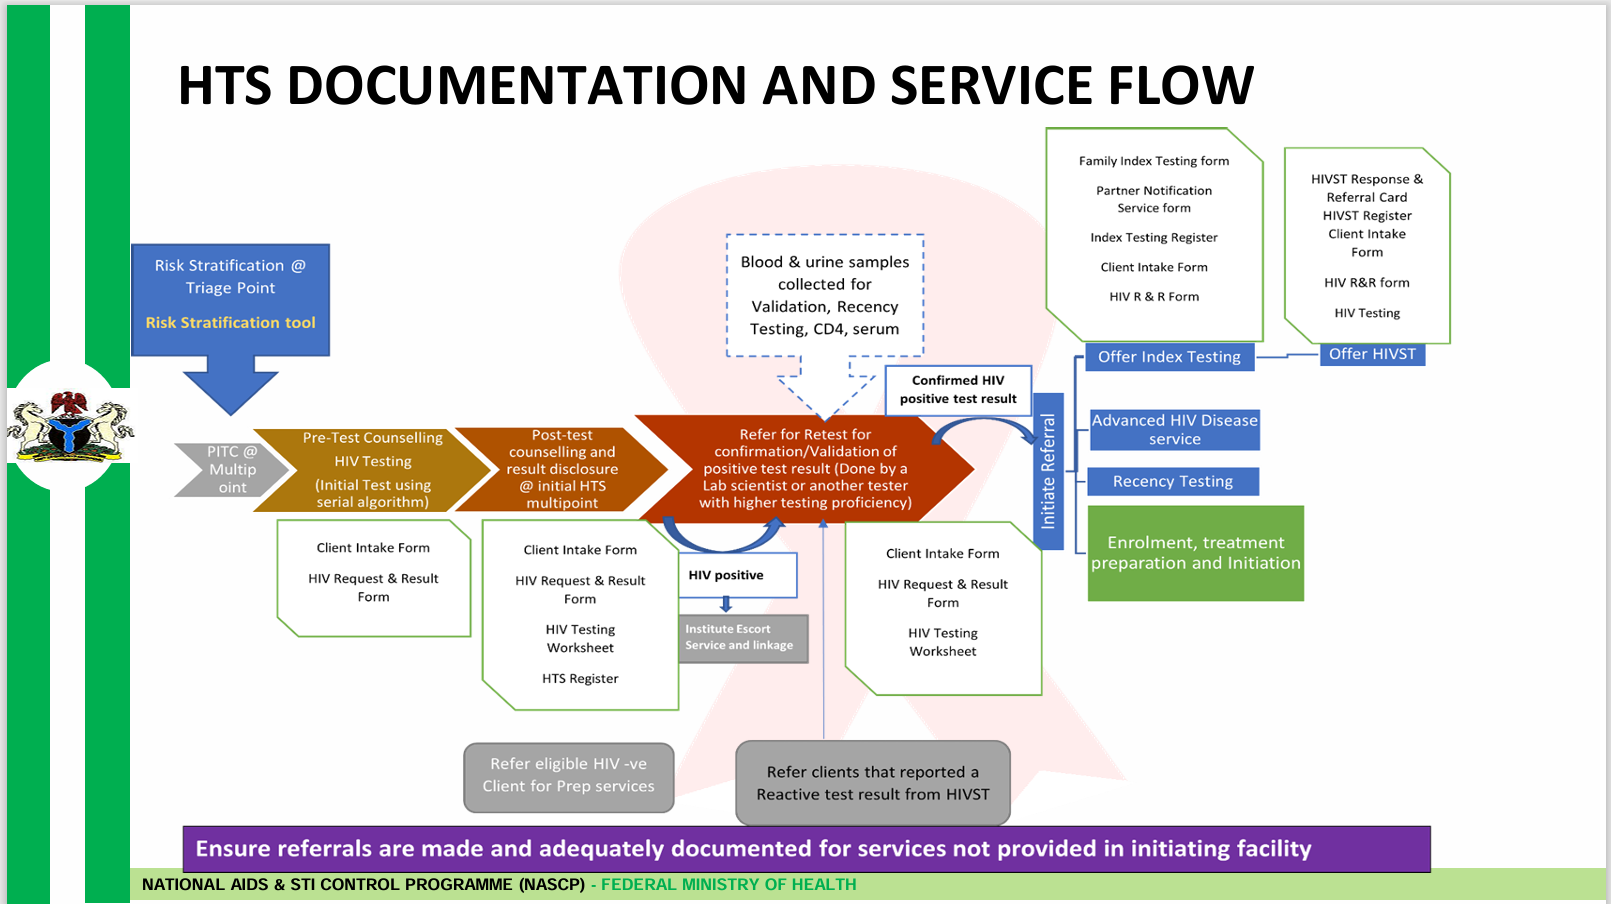 HTS DOCUMENTATION AND SERVICE FLOW
Risk Stratification @
Triage Point
Risk Stratification tool
PITC @
Multip
oint
Pre-Test Counselling
HIV Testing
(Initial Test using
serial algorithm)
Client Intake Form
HIV Request & Result
Form
Post-test
counselling and
result disclosure
@ initial HTS
multipoint
Client Intake Form
HIV Request & Result
Form
HIV Testing
Worksheet
HTS Register
Blood & urine samples
collected for
Validation, Recency
Testing, CD4, serum
Refer for Retest for
confirmation/Validation of
positive test result (Done by a
Lab scientist or another tester
with higher testing proficiency)
HIV positive
Institute Escort
Service and linkage
Client Intake Form
HIV Request & Result
Form
HIV Testing
Worksheet
Confirmed HIV
positive test result
Initiate Referral
Family Index Testing form
Partner Notification
Service form
Index Testing Register
Client Intake Form
HIV R & R Form
Offer Index Testing
HIVST Response &
Referral Card
HIVST Register
Client Intake
Form
HIV R&R form
HIV Testing
Offer HIVST
Advanced HIV Disease
service
Recency Testing
Enrolment, treatment
preparation and Initiation
Refer eligible HIV -ve
Client for Prep services
Refer clients that reported a
Reactive test result from HIVST
Ensure referrals are made and adequately documented for services not provided in initiating facility
NATIONAL AIDS & STI CONTROL PROGRAMME (NASCP) - FEDERAL MINISTRY OF HEALTH